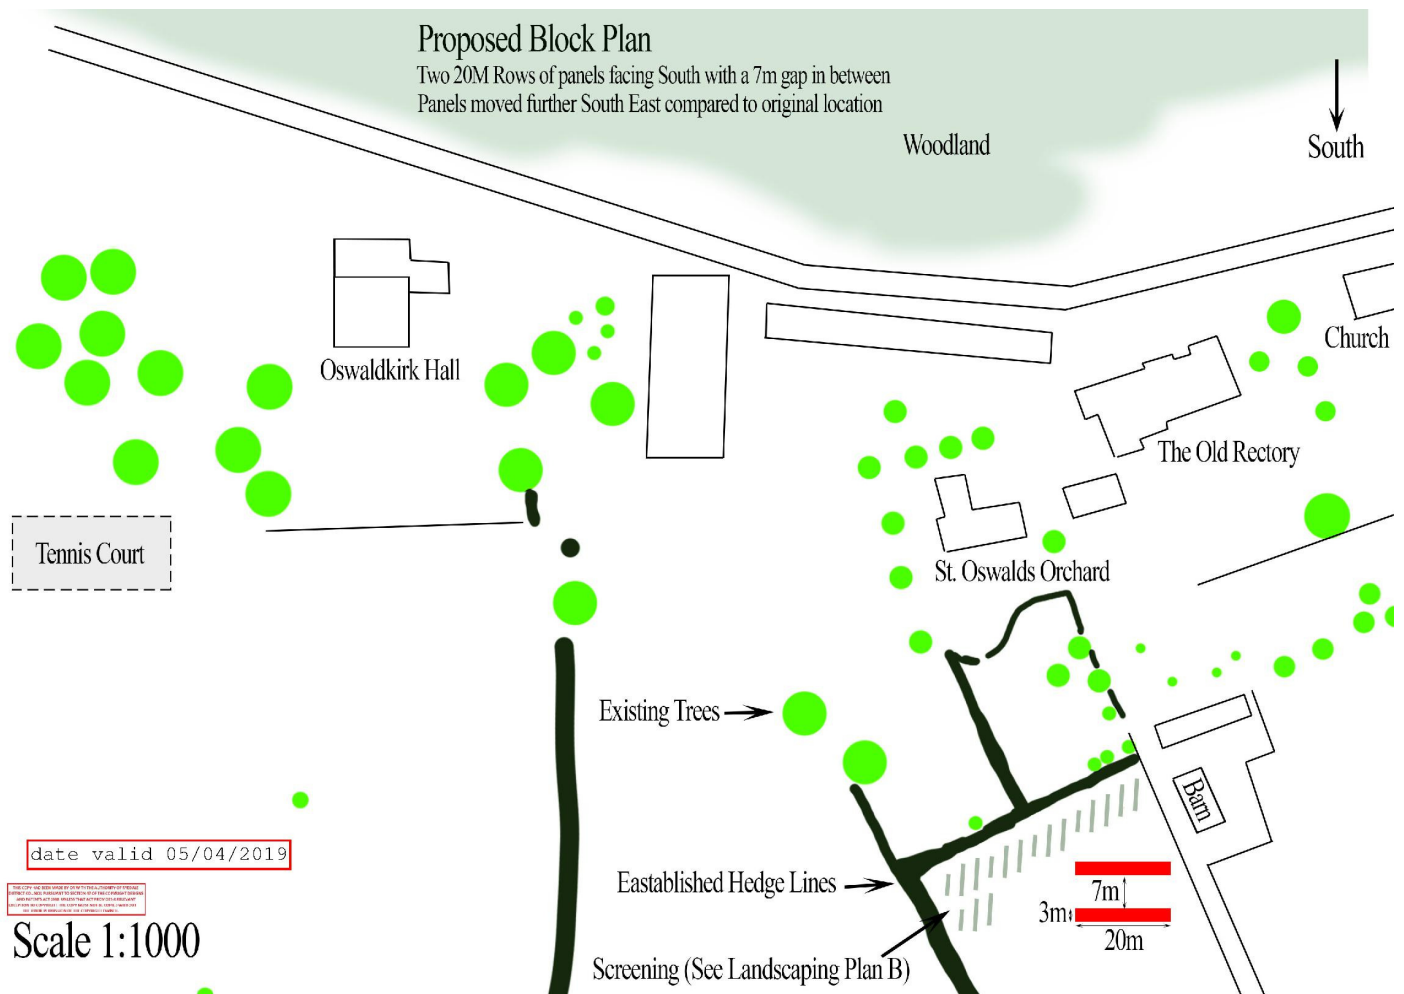 Proposed Block Plan
Two 20M Rows of panels facing South with a 7m gap in between
Panels moved further South East compared to original location
Woodland
South
Church
Oswaldkirk Hall
The Old Rectory
Tennis Court
St. Oswalds Orchard
Existing Trees
Barn
date valid 05/04/2019
Eastablished Hedge Lines
7m
3m
20m
Scale 1:1000
Screening (See Landscaping Plan B)